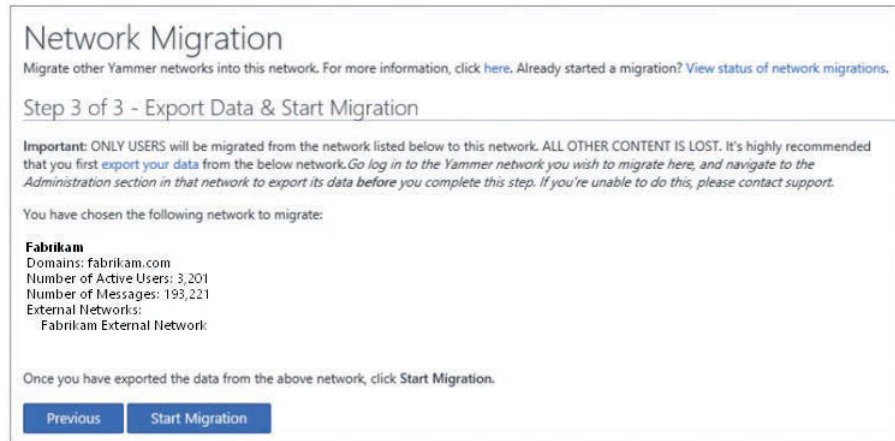 Network Migration
Migrate other Yammer networks into this network. For more information, click here. Already started a migration? View status of network migrations.
Step 3 of 3 - Export Data & Start Migration
Important: ONLY USERS will be migrated from the network listed below to this network. ALL OTHER CONTENT IS LOST. It's highly recommended
that you first export your data from the below network.Go log in to the Yammer network you wish to migrate here, and navigate to the
Administration section in that network to export its data before you complete this step. If you're unable to do this, please contact support.
You have chosen the following network to migrate:
Fabrikam
Domains: fabrikam.com
Number of Active Users: 3,201
Number of Messages: 193,221
External Networks:
Fabrikam External Network
Once you have exported the data from the above network, click Start Migration.
Previous Start Migration